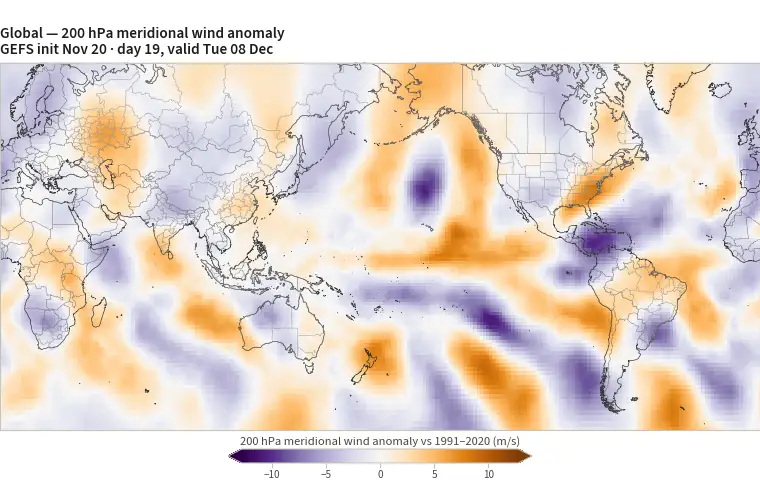 Global — 200 hPa meridional wind anomaly
GEFS init Nov 20 · day 19, valid Tue 08 Dec
200 hPa meridional wind anomaly vs 1991–2020 (m/s)
−10 −5 0 5 10